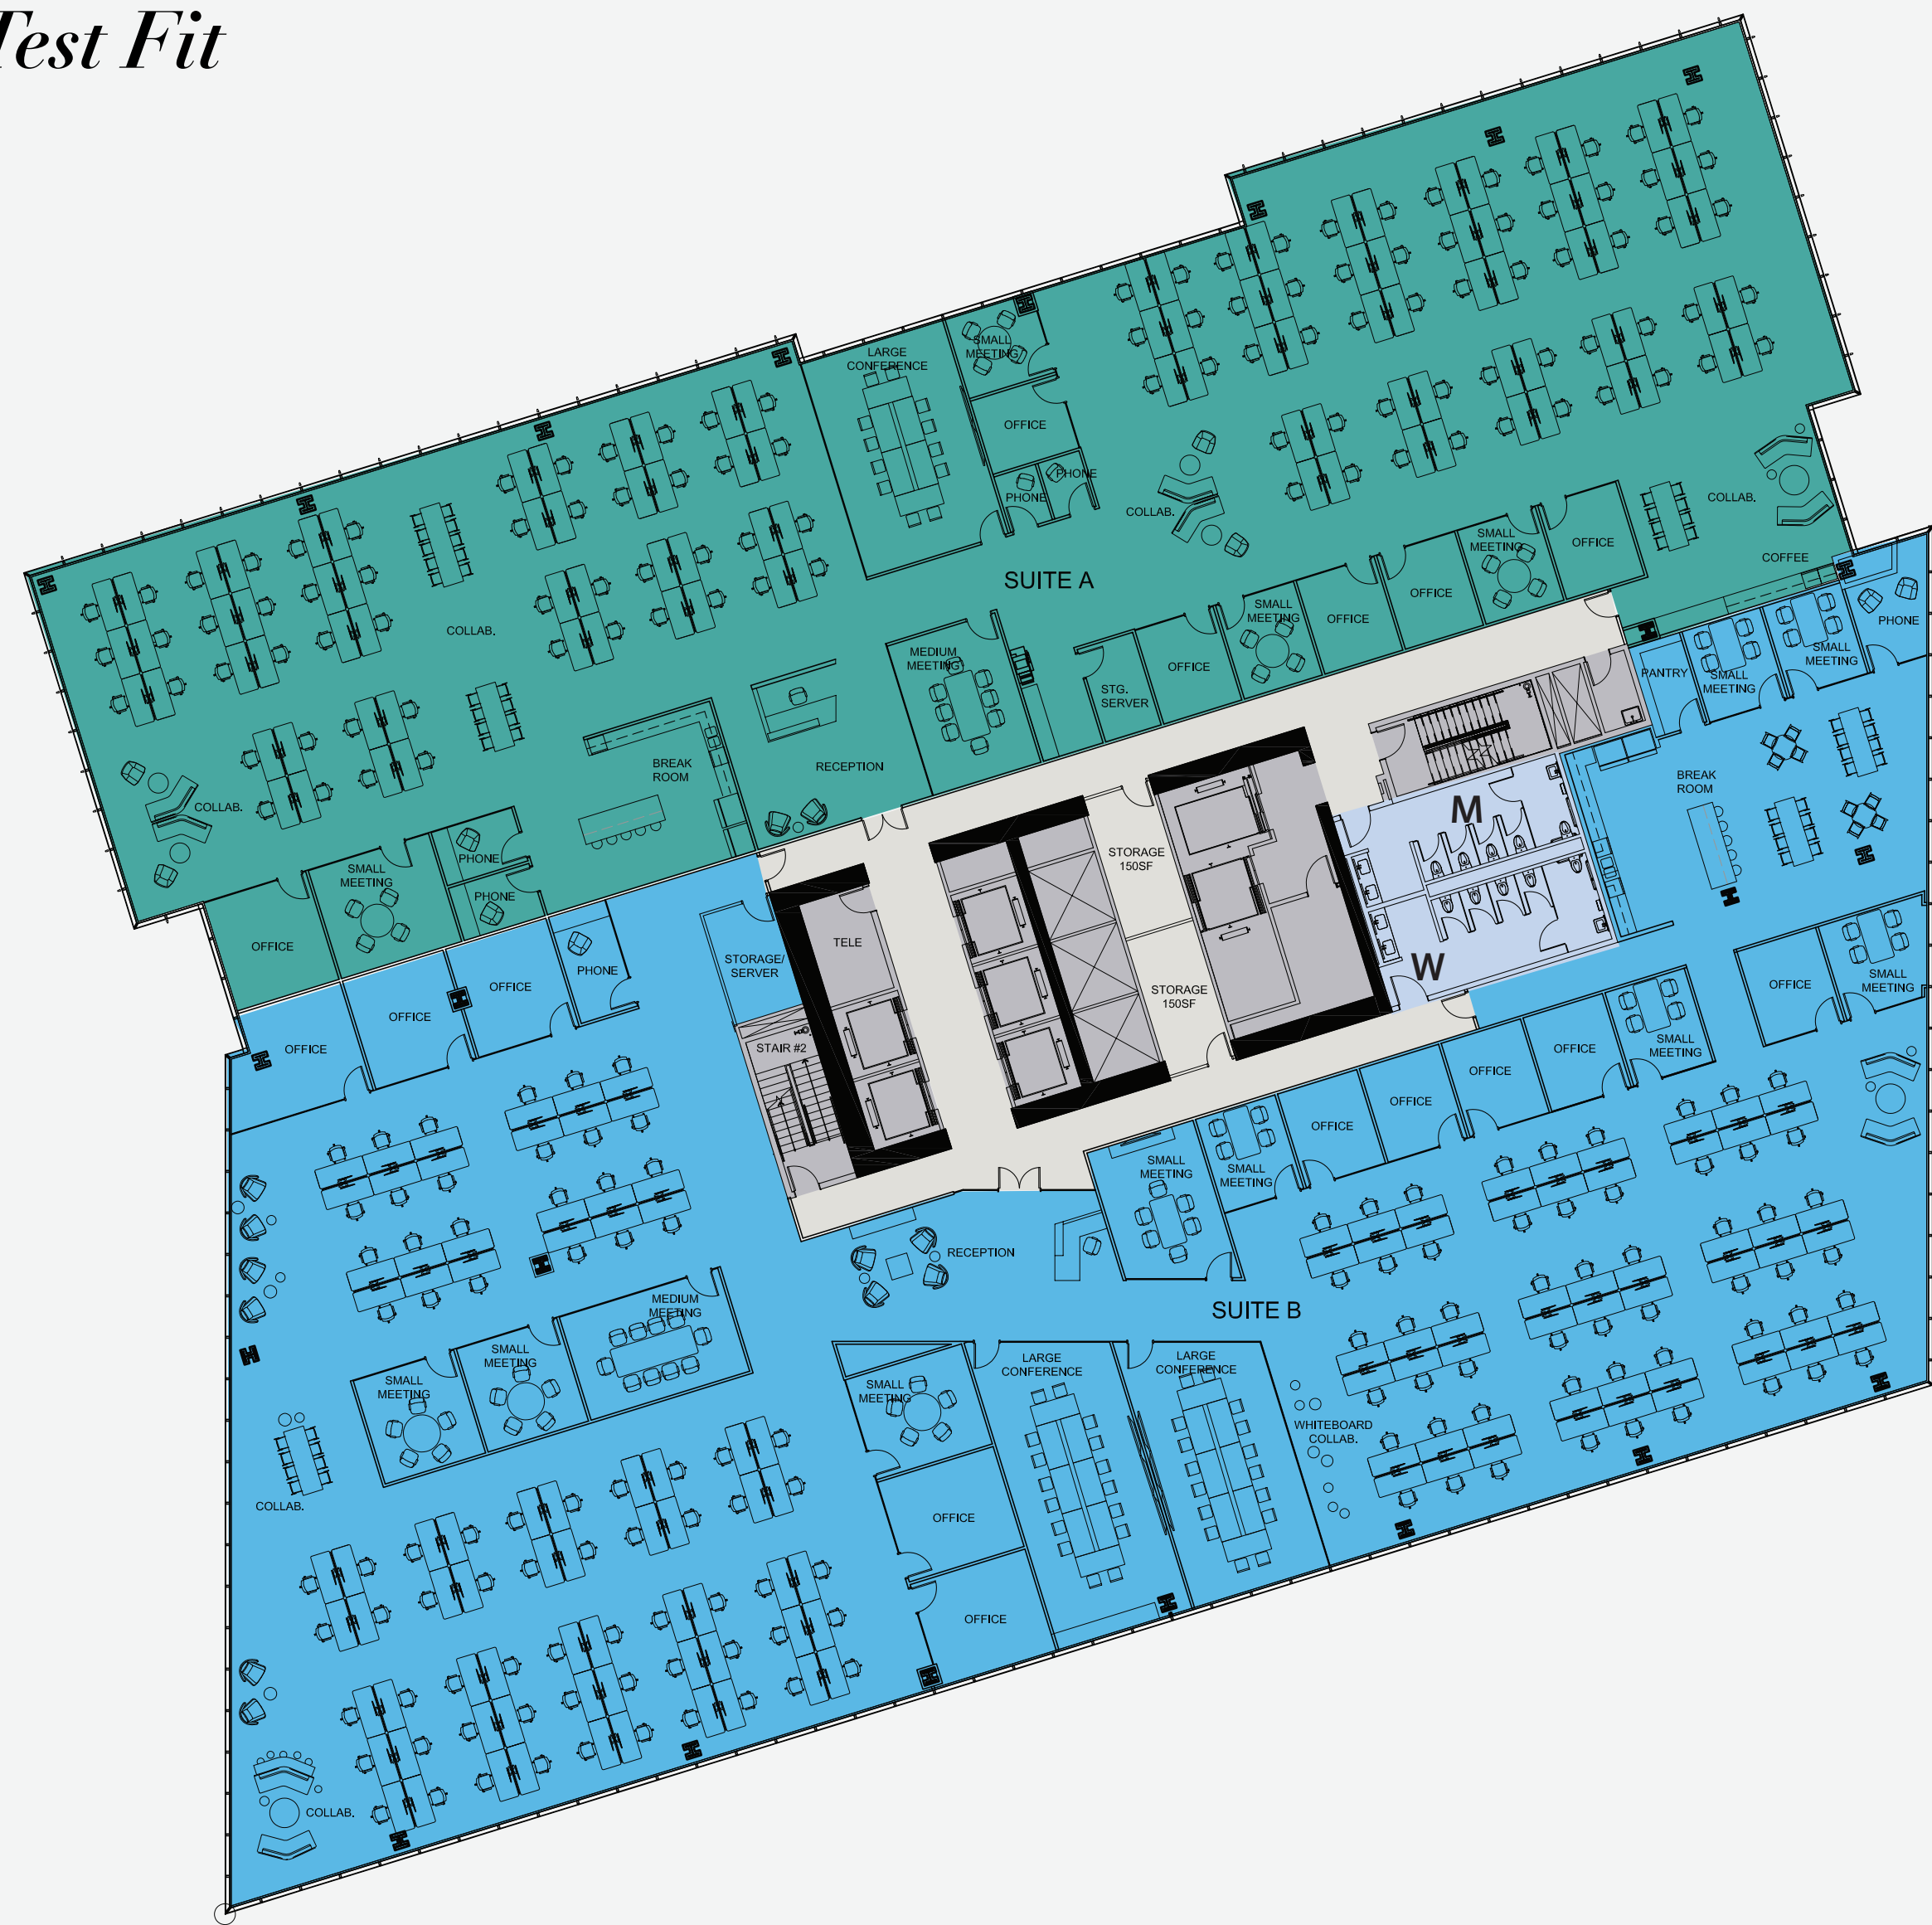 Test Fit
LARGE
CONFERENCE
SMALL
MEETING
OFFICE
PHONE
PHONE
COLLAB.
COLLAB.
COFFEE
SMALL
MEETING
OFFICE
SUITE A
OFFICE
OFFICE
SMALL
MEETING
OFFICE
STG.
SERVER
MEDIUM
MEETING
COLLAB.
RECEPTION
BREAK
ROOM
COLLAB.
PHONE
PHONE
SMALL
MEETING
OFFICE
PHONE
SMALL
MEETING
SMALL
MEETING
PANTRY
BREAK
ROOM
M
W
STORAGE
150SF
STORAGE
150SF
TELE
STORAGE/
SERVER
STAIR #2
PHONE
OFFICE
OFFICE
OFFICE
OFFICE
SMALL
MEETING
SMALL
MEETING
OFFICE
OFFICE
OFFICE
OFFICE
SMALL
MEETING
SMALL
MEETING
RECEPTION
SUITE B
MEDIUM
MEETING
SMALL
MEETING
SMALL
MEETING
SMALL
MEETING
LARGE
CONFERENCE
LARGE
CONFERENCE
WHITEBOARD
COLLAB.
COLLAB.
OFFICE
OFFICE
COLLAB.